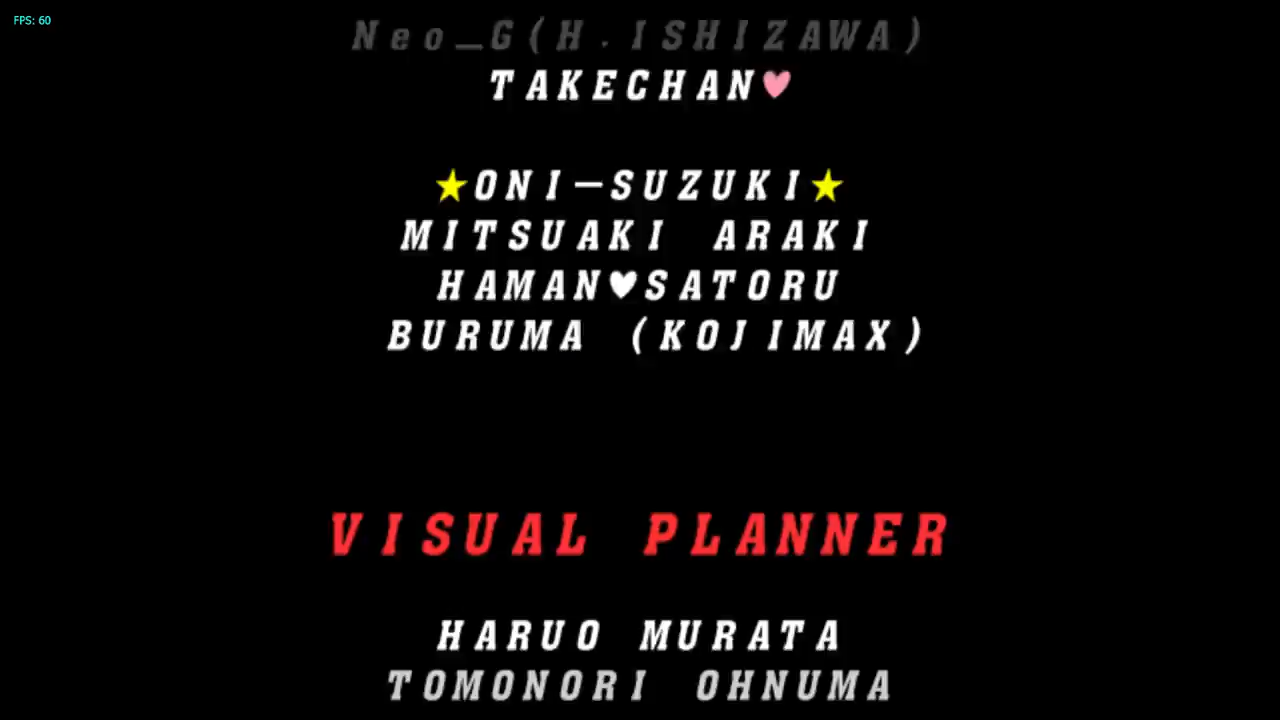 FPS: 60
Neo_G(H.ISHIZAWA)
TAKECHAN♥
★ONI-SUZUKI★
MITSUAKI ARAKI
HAMAN♥SATORU
BURUMA (KOJIMAX)
VISUAL PLANNER
HARUO MURATA
TOMONORI OHNUMA